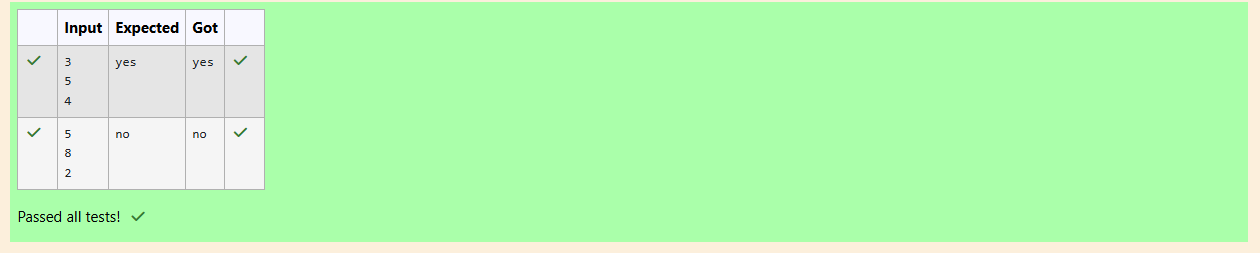 Input Expected Got
3 yes yes
5
4
5 no no
8
2
Passed all tests!